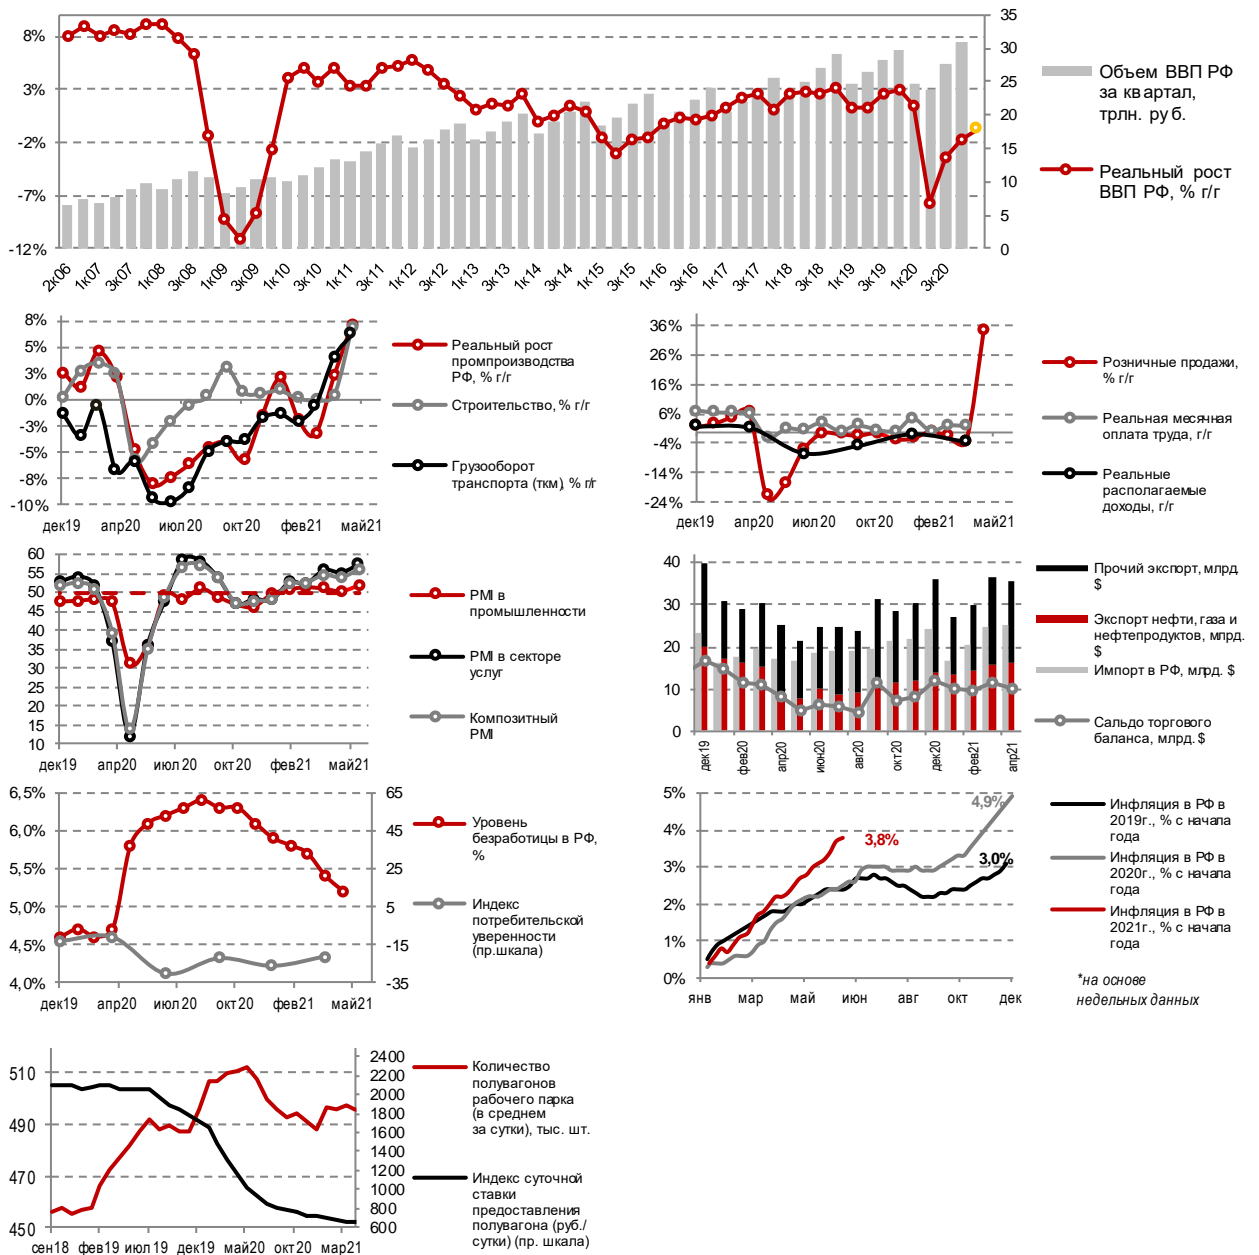 8%
3%
-2%
-7%
-12%
35
30
25
20
15
10
5
0
2к06
1к07
3к07
1к08
3к08
1к09
3к09
1к10
3к10
1к11
3к11
1к12
3к12
1к13
3к13
1к14
3к14
1к15
3к15
1к16
3к16
1к17
3к17
1к18
3к18
1к19
3к19
1к20
3к20
Объем ВВП РФ
за квартал,
трлн. руб.
Реальный рост
ВВП РФ, % г/г
8%
5%
3%
0%
-3%
-5%
-8%
-10%
дек19
апр20
июл20
окт20
фев21
май21
Реальный рост
промпроизводства
РФ, % г/г
Строительство, % г/г
Грузооборот
транспорта (ткм), % г/г
36%
26%
16%
6%
-4%
-14%
-24%
дек19
апр20
июл20
окт20
фев21
май21
Розничные продажи,
% г/г
Реальная месячная
оплата труда, г/г
Реальные
располагаемые
доходы, г/г
60
55
50
45
40
35
30
25
20
15
10
дек19
апр20
июл20
окт20
фев21
май21
PMI в
промышленности
PMI в секторе
услуг
Композитный
PMI
40
30
20
10
0
дек19
фев20
апр20
июн20
авг20
окт20
дек20
фев21
апр21
Прочий экспорт, млрд.
$
Экспорт нефти, газа и
нефтепродуктов, млрд.
$
Импорт в РФ, млрд. $
Сальдо торгового
баланса, млрд. $
6,5%
6,0%
5,5%
5,0%
4,5%
4,0%
65
45
25
5
-15
-35
дек19
апр20
июл20
окт20
фев21
май21
Уровень
безработицы в РФ,
%
Индекс
потребительской
уверенности
(пр.шкала)
5%
4%
3%
2%
1%
0%
4,9%
3,8%
3,0%
янв
мар
май
июн
авг
окт
дек
Инфляция в РФ в
2019г., % с начала
года
Инфляция в РФ в
2020г., % с начала
года
Инфляция в РФ в
2021г., % с начала
года
*на основе
недельных данных
510
490
470
450
2400
2200
2000
1800
1600
1400
1200
1000
800
600
сен18
фев19
июл19
дек19
май20
окт20
мар21
Количество
полувагонов
рабочего парка
(в среднем
за сутки), тыс. шт.
Индекс суточной
ставки
предоставления
полувагона (руб./
сутки) (пр. шкала)